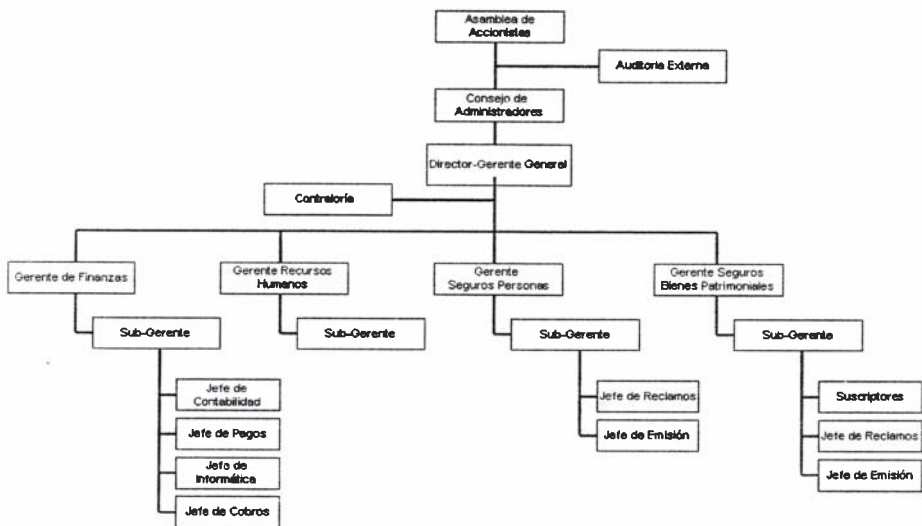 Asamblea de
Accionistas
Auditoria Externa
Consejo de
Administradores
Director-Gerente General
Contraloría
Gerente de Finanzas
Gerente Recursos
Humanos
Gerente
Seguros Personas
Gerente Seguros
Bienes Patrimoniales
Sub-Gerente
Sub-Gerente
Sub-Gerente
Sub-Gerente
Jefe de
Contabilidad
Jefe de Pagos
Jefe de
Informática
Jefe de Cobros
Jefe de Reclamos
Jefe de Emisión
Suscriptores
Jefe de Reclamos
Jefe de Emisión